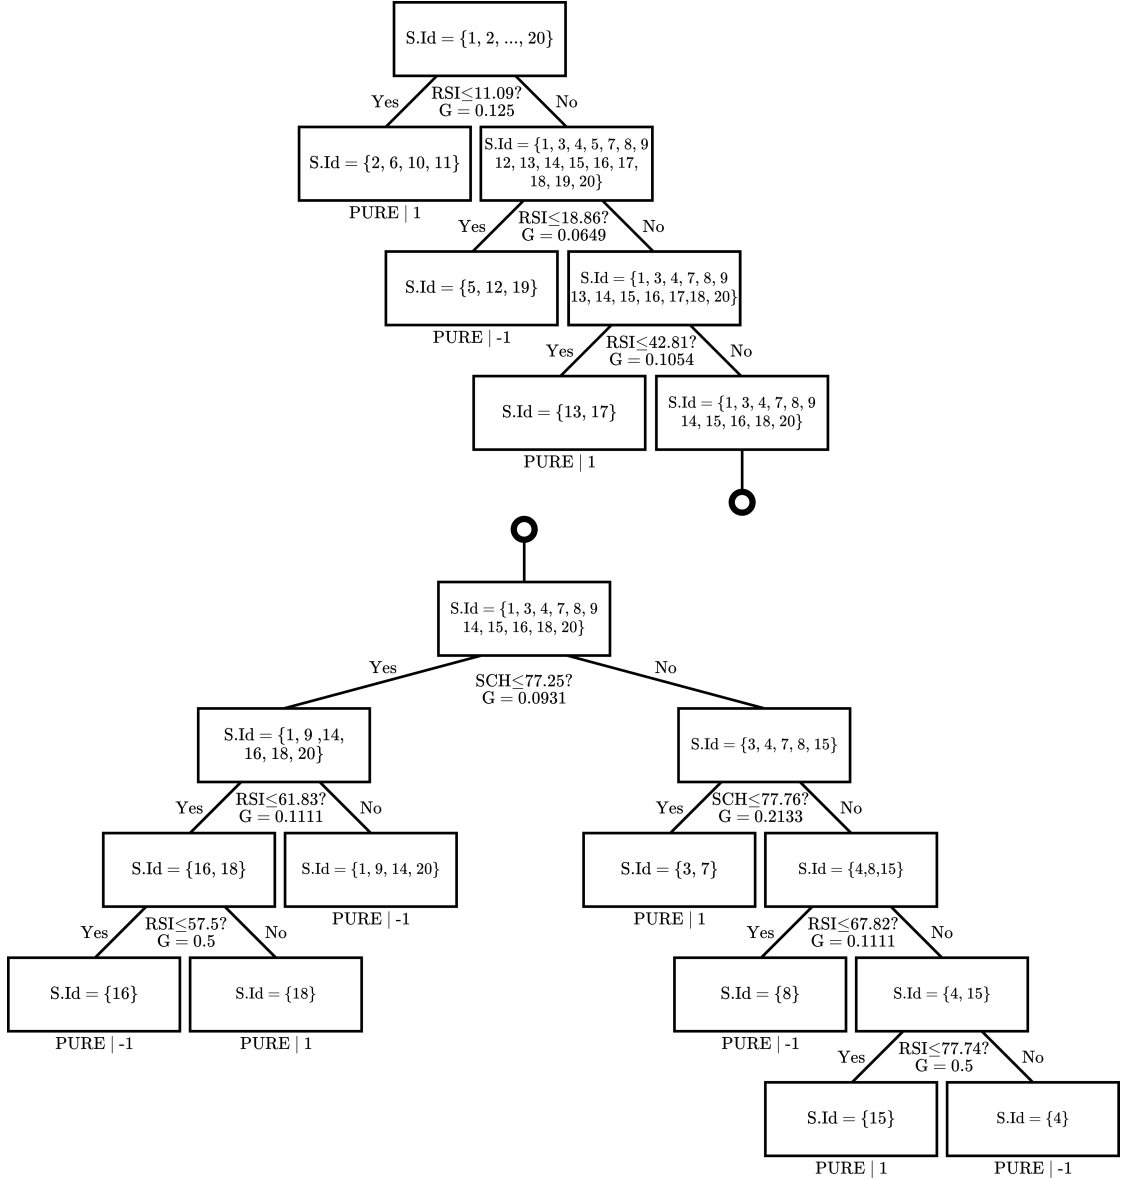 S.Id = {1, 2, ..., 20}
Yes
RSI≤11.09?
G = 0.125
No
S.Id = {2, 6, 10, 11}
PURE | 1
S.Id = {1, 3, 4, 5, 7, 8, 9
12, 13, 14, 15, 16, 17,
18, 19, 20}
Yes
RSI≤18.86?
G = 0.0649
No
S.Id = {5, 12, 19}
PURE | -1
S.Id = {1, 3, 4, 7, 8, 9
13, 14, 15, 16, 17,18, 20}
Yes
RSI≤42.81?
G = 0.1054
No
S.Id = {13, 17}
PURE | 1
S.Id = {1, 3, 4, 7, 8, 9
14, 15, 16, 18, 20}
S.Id = {1, 3, 4, 7, 8, 9
14, 15, 16, 18, 20}
Yes
SCH≤77.25?
G = 0.0931
No
S.Id = {1, 9 ,14,
16, 18, 20}
S.Id = {3, 4, 7, 8, 15}
Yes
RSI≤61.83?
G = 0.1111
No
Yes
SCH≤77.76?
G = 0.2133
No
S.Id = {16, 18}
S.Id = {1, 9, 14, 20}
PURE | -1
S.Id = {3, 7}
PURE | 1
S.Id = {4,8,15}
Yes
RSI≤57.5?
G = 0.5
No
Yes
RSI≤67.82?
G = 0.1111
No
S.Id = {16}
PURE | -1
S.Id = {18}
PURE | 1
S.Id = {8}
PURE | -1
S.Id = {4, 15}
Yes
RSI≤77.74?
G = 0.5
No
S.Id = {15}
PURE | 1
S.Id = {4}
PURE | -1